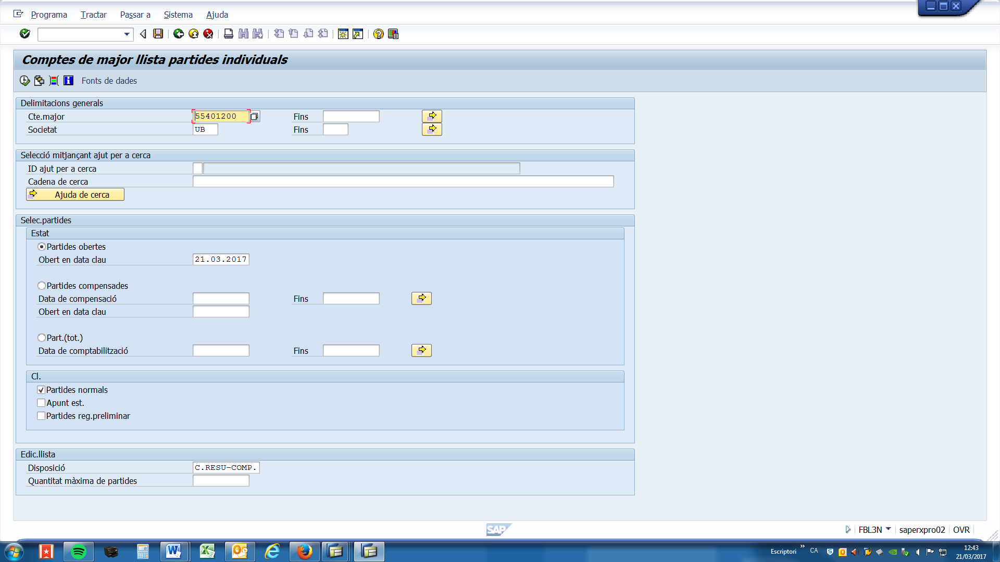 Programa Tractar Passar a Sistema Ajuda
Comptes de major llista partides individuals
Fonts de dades
Delimitacions generals
Cte.major 55401200 Fins
Societat UB Fins
Selecció mitjançant ajut per a cerca
ID ajut per a cerca
Cadena de cerca
Ajuda de cerca
Selec.partides
Estat
Partides obertes
Obert en data clau 21.03.2017
Partides compensades
Data de compensació Fins
Obert en data clau
Part.(tot.)
Data de comptabilització Fins
Cl.
Partides normals
Apunt est.
Partides reg.preliminar
Edic.llista
Disposició C.RESU-COMP.
Quantitat màxima de partides
SAP FBL3N saperxpro02 OVR
Escriptori » CA 12:43
21/03/2017